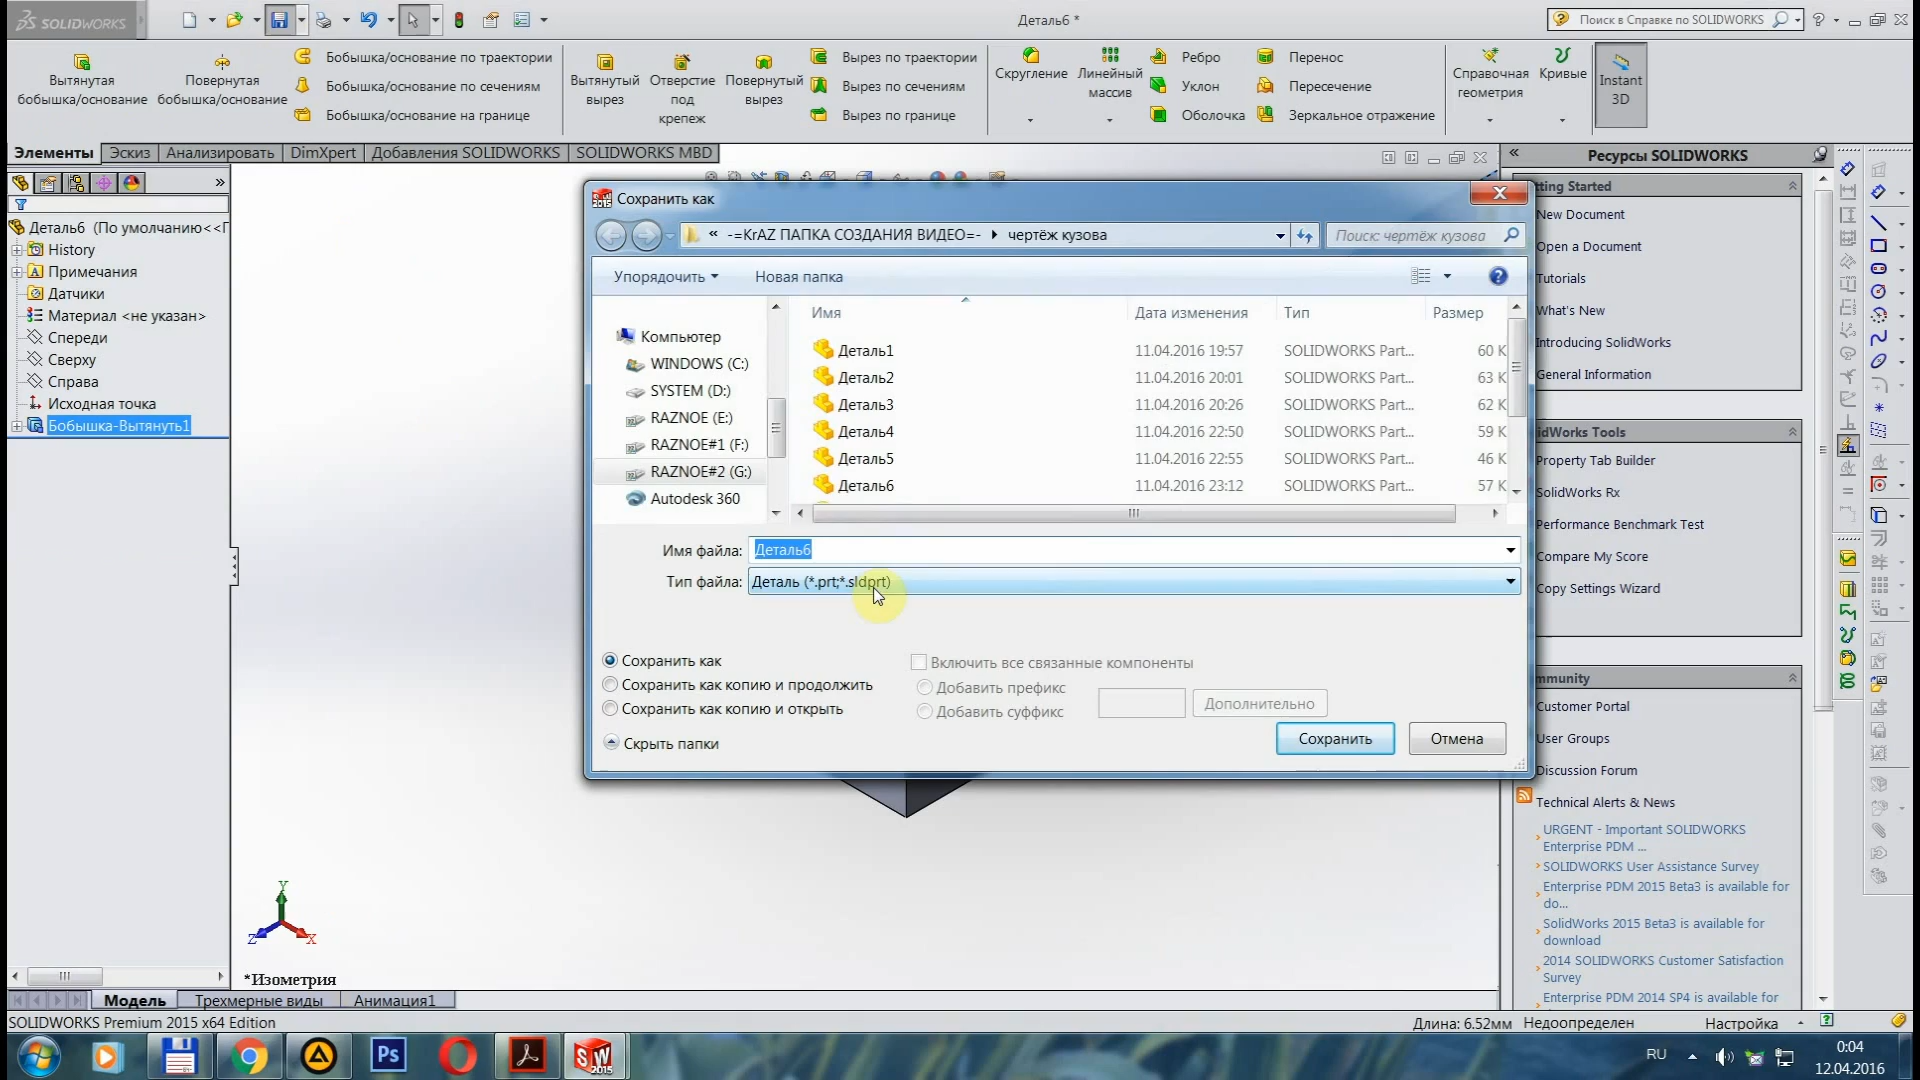 SOLIDWORKS
Деталь6 *
Поиск в Справке по SOLIDWORKS
Вытянутая бобышка/основание
Повернутая бобышка/основание
Бобышка/основание по траектории
Бобышка/основание по сечениям
Бобышка/основание на границе
Вытянутый вырез
Отверстие под крепеж
Повернутый вырез
Вырез по траектории
Вырез по сечениям
Вырез по границе
Скругление
Линейный массив
Ребро
Уклон
Оболочка
Перенос
Пересечение
Зеркальное отражение
Справочная геометрия
Кривые
Instant 3D
Элементы
Эскиз
Анализировать
DimXpert
Добавления SOLIDWORKS
SOLIDWORKS MBD
Деталь6 (По умолчанию<<П
History
Примечания
Датчики
Материал <не указан>
Спереди
Сверху
Справа
Исходная точка
Бобышка-Вытянуть1
Сохранить как
« -=KrAZ ПАПКА СОЗДАНИЯ ВИДЕО=- чертёж кузова
Поиск: чертёж кузова
Упорядочить
Новая папка
Компьютер
WINDOWS (C:)
SYSTEM (D:)
RAZNOE (E:)
RAZNOE#1 (F:)
RAZNOE#2 (G:)
Autodesk 360
Имя Дата изменения Тип Размер
Деталь1 11.04.2016 19:57 SOLIDWORKS Part... 60 K
Деталь2 11.04.2016 20:01 SOLIDWORKS Part... 63 K
Деталь3 11.04.2016 20:26 SOLIDWORKS Part... 62 K
Деталь4 11.04.2016 22:50 SOLIDWORKS Part... 59 K
Деталь5 11.04.2016 22:55 SOLIDWORKS Part... 46 K
Деталь6 11.04.2016 23:12 SOLIDWORKS Part... 57 K
Имя файла: Деталь6
Тип файла: Деталь (*.prt;*.sldprt)
Сохранить как
Сохранить как копию и продолжить
Сохранить как копию и открыть
Включить все связанные компоненты
Добавить префикс
Добавить суффикс
Дополнительно
Скрыть папки
Сохранить
Отмена
Ресурсы SOLIDWORKS
tting Started
New Document
Open a Document
Tutorials
What's New
Introducing SolidWorks
General Information
idWorks Tools
Property Tab Builder
SolidWorks Rx
Performance Benchmark Test
Compare My Score
Copy Settings Wizard
mmunity
Customer Portal
User Groups
Discussion Forum
Technical Alerts & News
URGENT - Important SOLIDWORKS
Enterprise PDM ...
SOLIDWORKS User Assistance Survey
Enterprise PDM 2015 Beta3 is available for
do...
SolidWorks 2015 Beta3 is available for
download
2014 SOLIDWORKS Customer Satisfaction
Survey
Enterprise PDM 2014 SP4 is available for
Y
Z
X
*Изометрия
Модель
Трехмерные виды
Анимация1
SOLIDWORKS Premium 2015 x64 Edition
Длина: 6.52мм
Недоопределен
Настройка
Ps
SW
2015
RU
0:04
12.04.2016